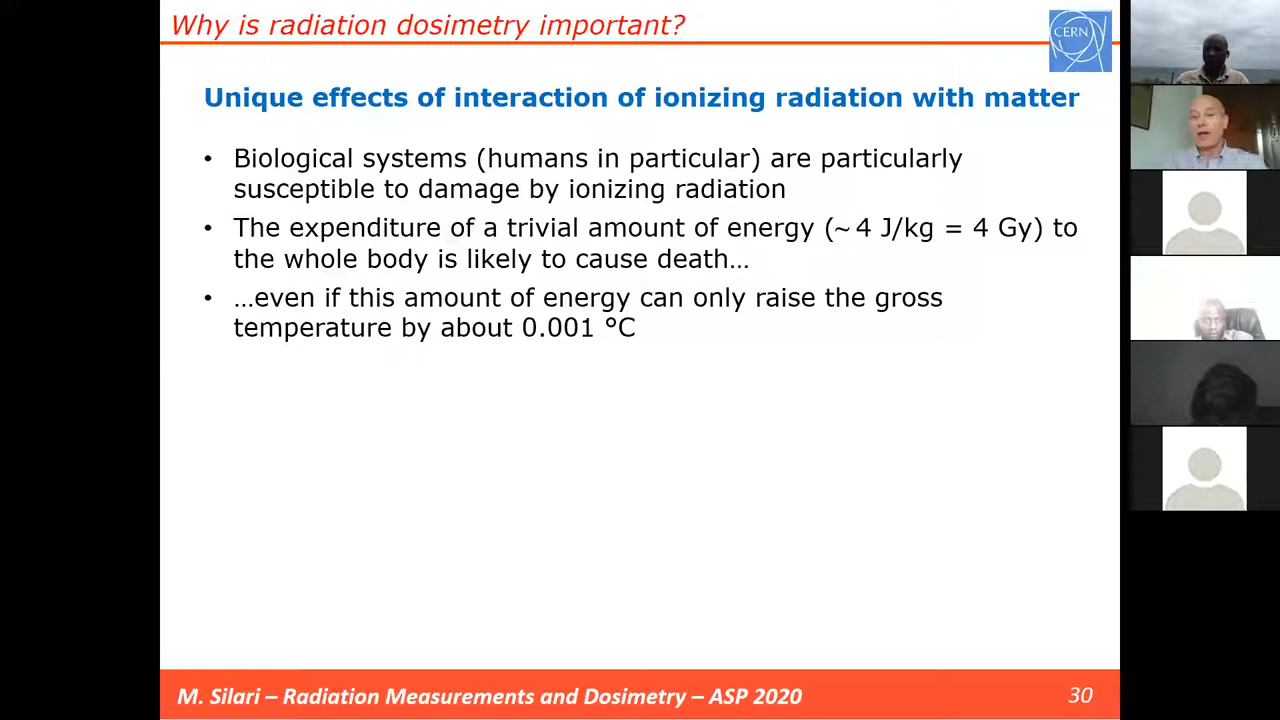 Why is radiation dosimetry important?
CERN
Unique effects of interaction of ionizing radiation with matter
• Biological systems (humans in particular) are particularly
susceptible to damage by ionizing radiation
• The expenditure of a trivial amount of energy (~ 4 J/kg = 4 Gy) to
the whole body is likely to cause death…
• …even if this amount of energy can only raise the gross
temperature by about 0.001 °C
M. Silari – Radiation Measurements and Dosimetry – ASP 2020
30